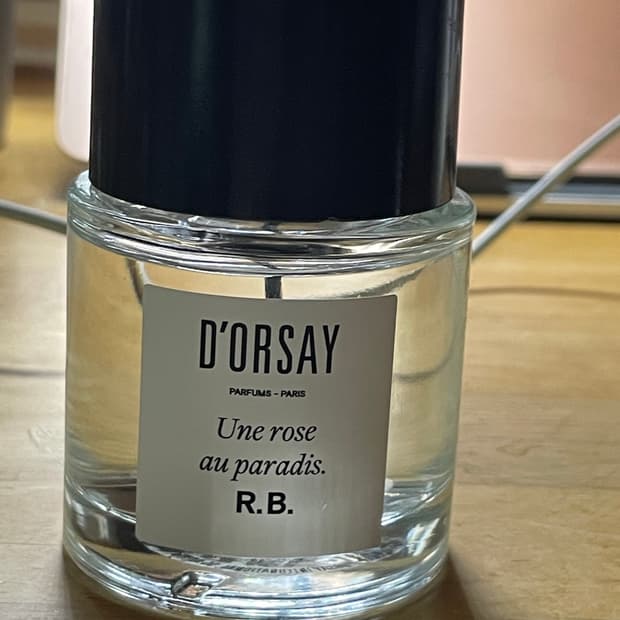 D'ORSAY
PARFUMS – PARIS
Une rose
au paradis.
R.B.